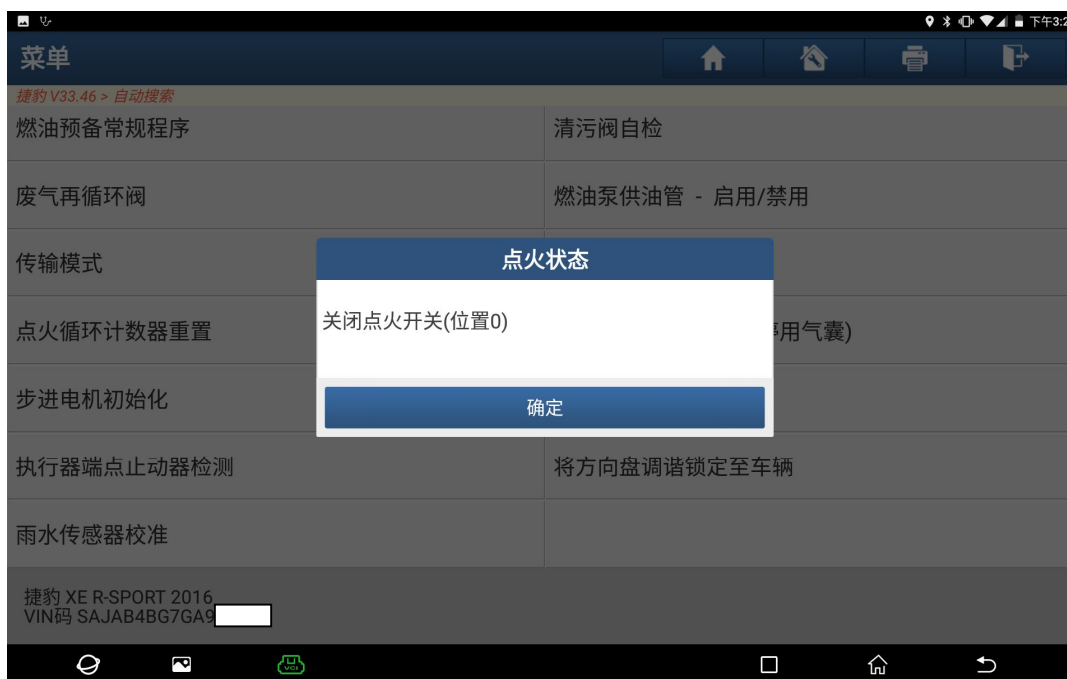 下午3:2
菜单
捷豹 V33.46 > 自动搜索
燃油预备常规程序
清污阀自检
废气再循环阀
燃油泵供油管 - 启用/禁用
传输模式
点火状态
点火循环计数器重置
关闭点火开关(位置0)
用气囊)
步进电机初始化
确定
执行器端点止动器检测
将方向盘调谐锁定至车辆
雨水传感器校准
捷豹 XE R-SPORT 2016
VIN码 SAJAB4BG7GA9
VCI